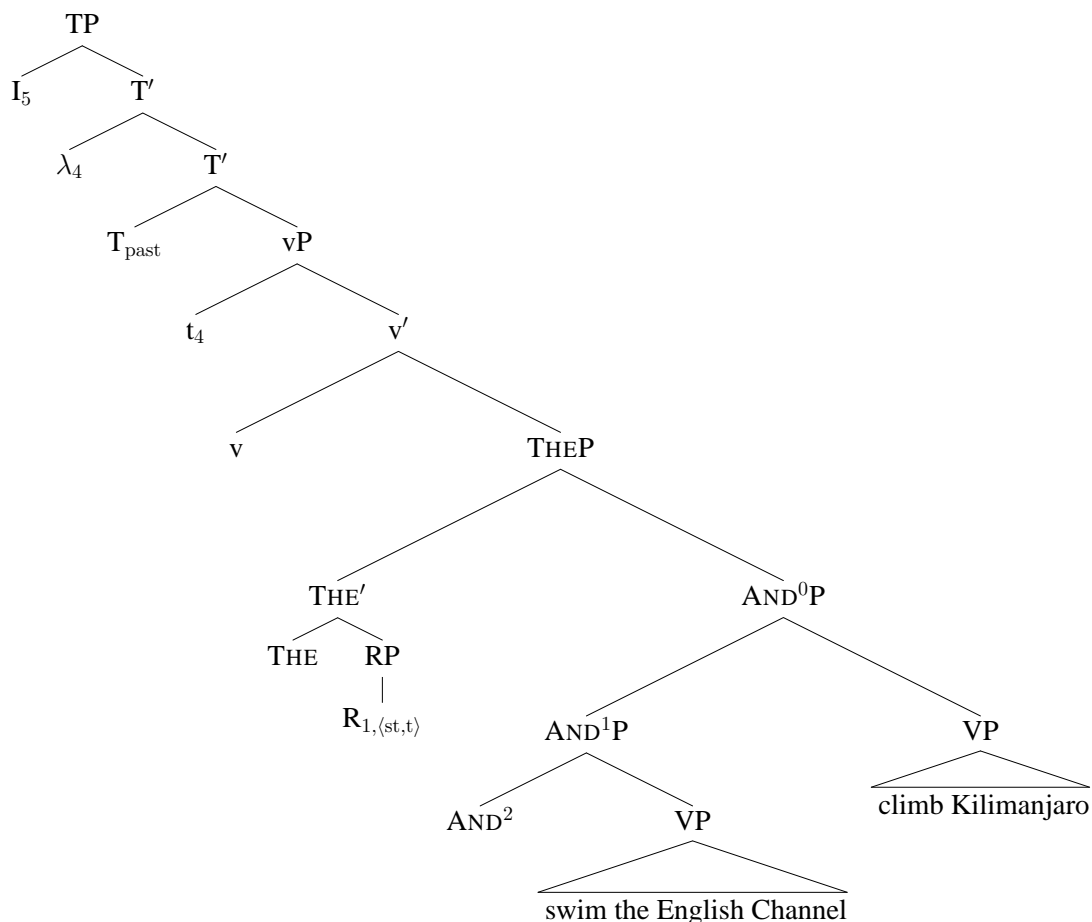 TP
I₅ T′
λ₄ T′
T_past vP
t₄ v′
v THEP
THE′ AND⁰P
THE RP
R₁,⟨st,t⟩ AND¹P VP
AND² VP climb Kilimanjaro
swim the English Channel